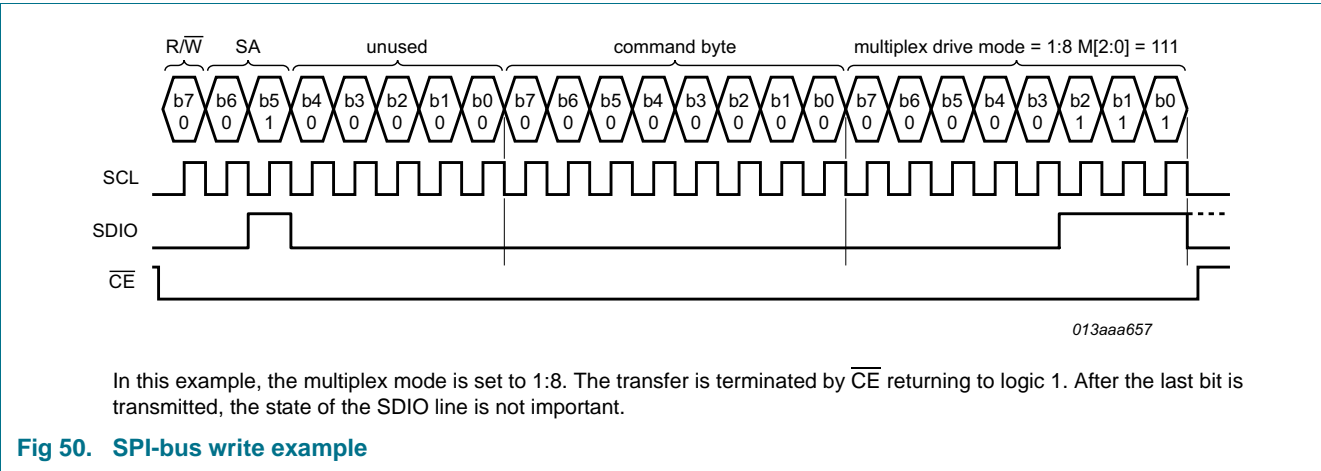 R/W SA unused command byte multiplex drive mode = 1:8 M[2:0] = 111
b7 b6 b5 b4 b3 b2 b1 b0 b7 b6 b5 b4 b3 b2 b1 b0 b7 b6 b5 b4 b3 b2 b1 b0
0 0 1 0 0 0 0 0 0 0 0 0 0 0 0 0 0 0 0 0 0 1 1 1
SCL
SDIO
CE
013aaa657
In this example, the multiplex mode is set to 1:8. The transfer is terminated by CE returning to logic 1. After the last bit is
transmitted, the state of the SDIO line is not important.
Fig 50. SPI-bus write example